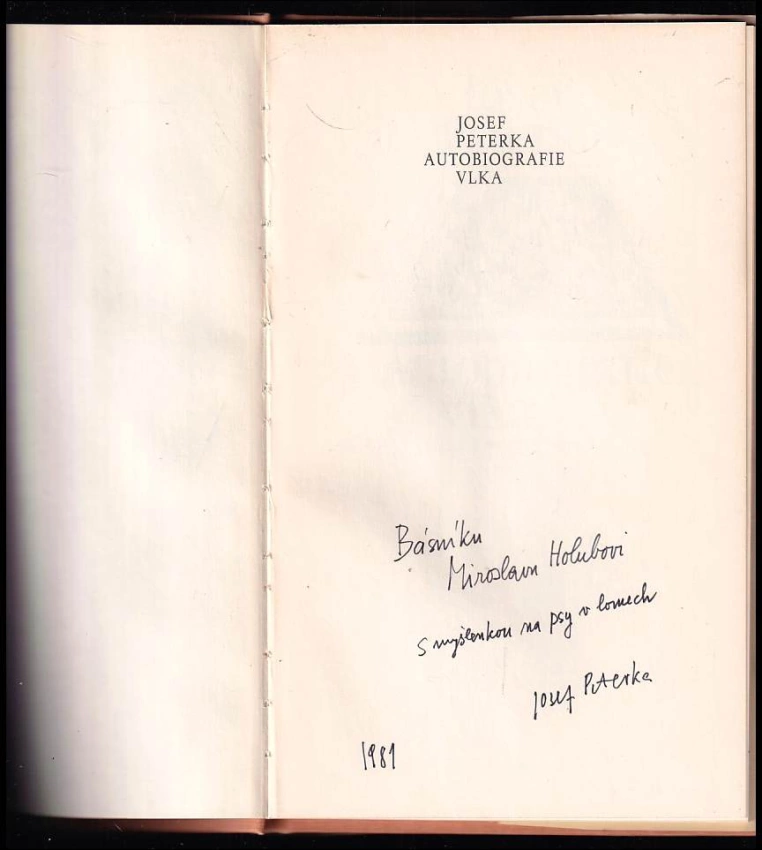 JOSEF
PETERKA
AUTOBIOGRAFIE
VLKA
Básníku
Miroslavu Holubovi
s myšlenkou na psy v lomech
Josef Peterka
1981